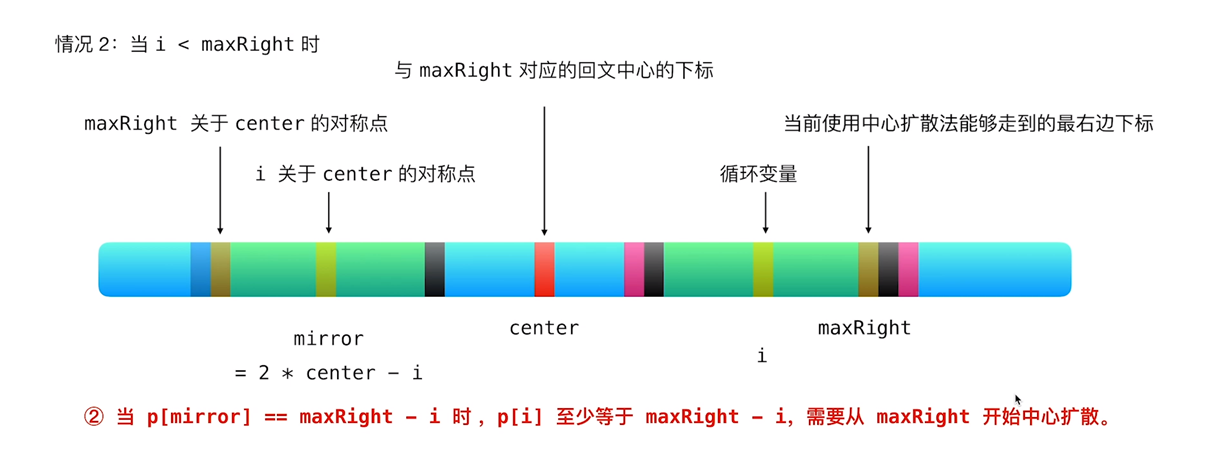 情况 2：当 i < maxRight 时
与 maxRight 对应的回文中心的下标
maxRight 关于 center 的对称点
当前使用中心扩散法能够走到的最右边下标
i 关于 center 的对称点
循环变量
mirror
= 2 * center - i
center
i
maxRight
② 当 p[mirror] == maxRight - i 时，p[i] 至少等于 maxRight - i，需要从 maxRight 开始中心扩散。